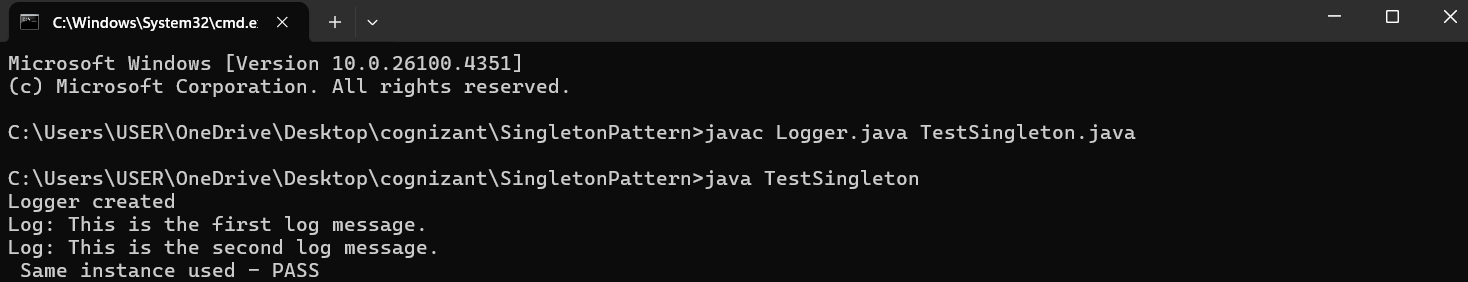 C:\Windows\System32\cmd.e
Microsoft Windows [Version 10.0.26100.4351]
(c) Microsoft Corporation. All rights reserved.
C:\Users\USER\OneDrive\Desktop\cognizant\SingletonPattern>javac Logger.java TestSingleton.java
C:\Users\USER\OneDrive\Desktop\cognizant\SingletonPattern>java TestSingleton
Logger created
Log: This is the first log message.
Log: This is the second log message.
Same instance used - PASS